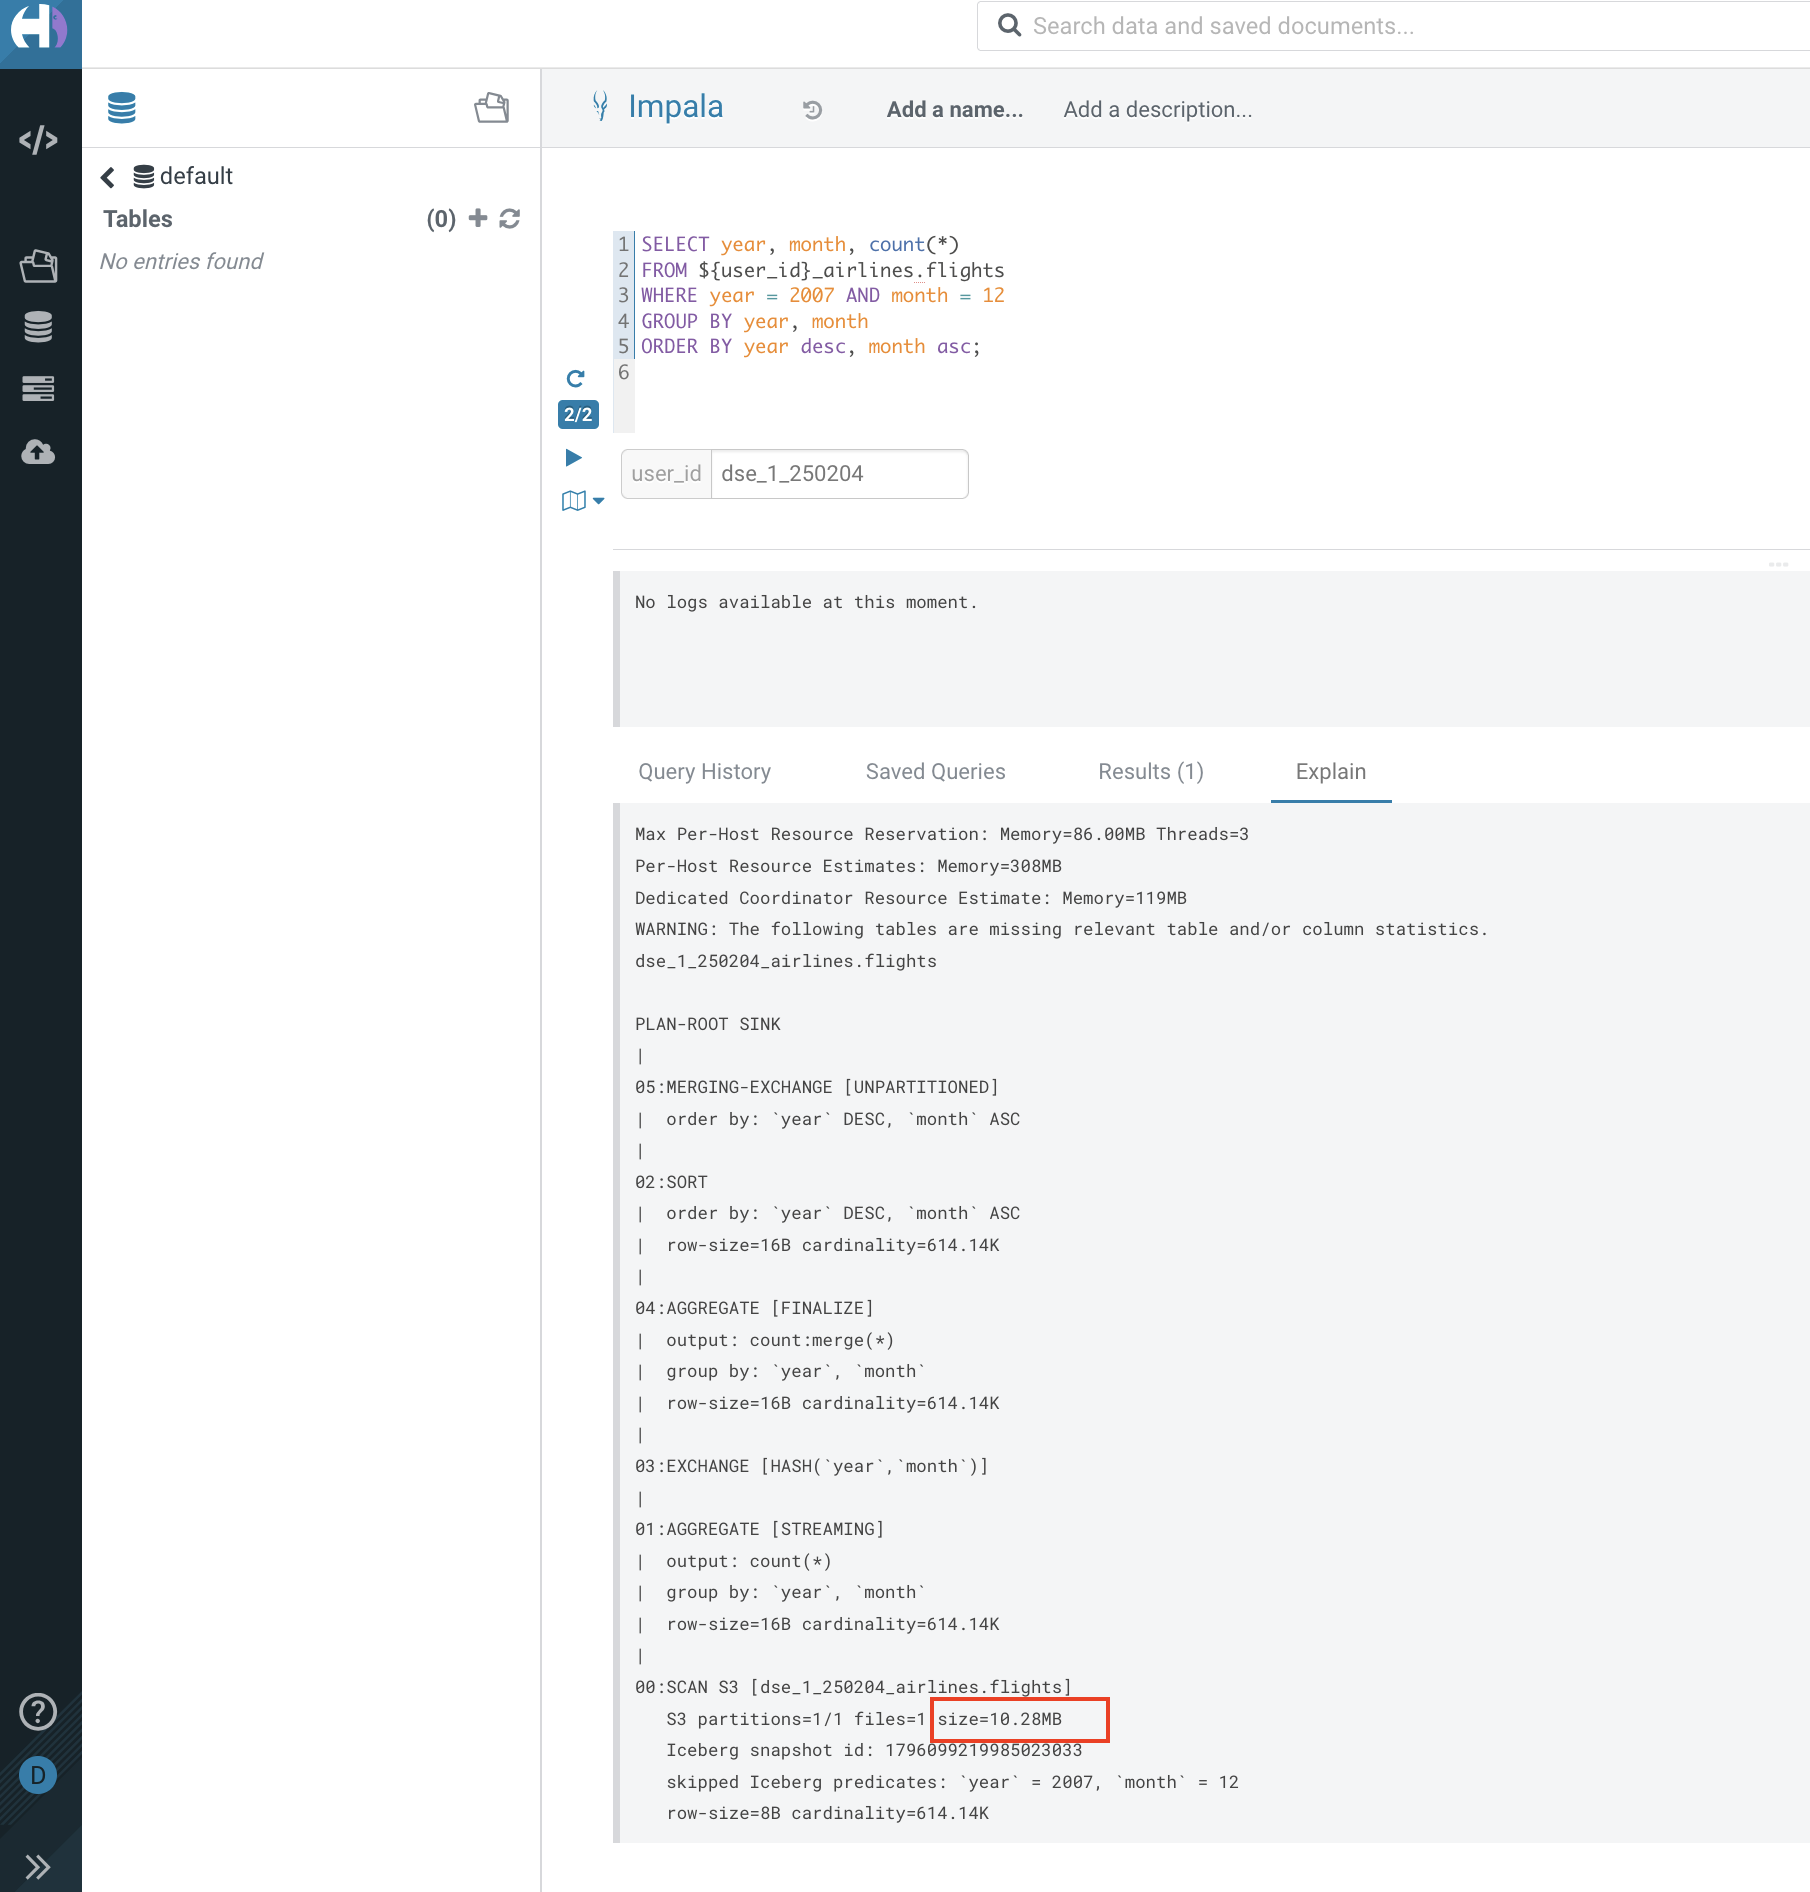 Search data and saved documents...
Impala
Add a name...
Add a description...
default
Tables
(0)
No entries found
1 SELECT year, month, count(*)
2 FROM ${user_id}_airlines.flights
3 WHERE year = 2007 AND month = 12
4 GROUP BY year, month
5 ORDER BY year desc, month asc;
6
2/2
user_id
dse_1_250204
No logs available at this moment.
Query History
Saved Queries
Results (1)
Explain
Max Per-Host Resource Reservation: Memory=86.00MB Threads=3
Per-Host Resource Estimates: Memory=308MB
Dedicated Coordinator Resource Estimate: Memory=119MB
WARNING: The following tables are missing relevant table and/or column statistics.
dse_1_250204_airlines.flights
PLAN-ROOT SINK
|
05:MERGING-EXCHANGE [UNPARTITIONED]
|  order by: `year` DESC, `month` ASC
|
02:SORT
|  order by: `year` DESC, `month` ASC
|  row-size=16B cardinality=614.14K
|
04:AGGREGATE [FINALIZE]
|  output: count:merge(*)
|  group by: `year`, `month`
|  row-size=16B cardinality=614.14K
|
03:EXCHANGE [HASH(`year`,`month`)]
|
01:AGGREGATE [STREAMING]
|  output: count(*)
|  group by: `year`, `month`
|  row-size=16B cardinality=614.14K
|
00:SCAN S3 [dse_1_250204_airlines.flights]
S3 partitions=1/1 files=1 size=10.28MB
Iceberg snapshot id: 1796099219985023033
skipped Iceberg predicates: `year` = 2007, `month` = 12
row-size=8B cardinality=614.14K
D